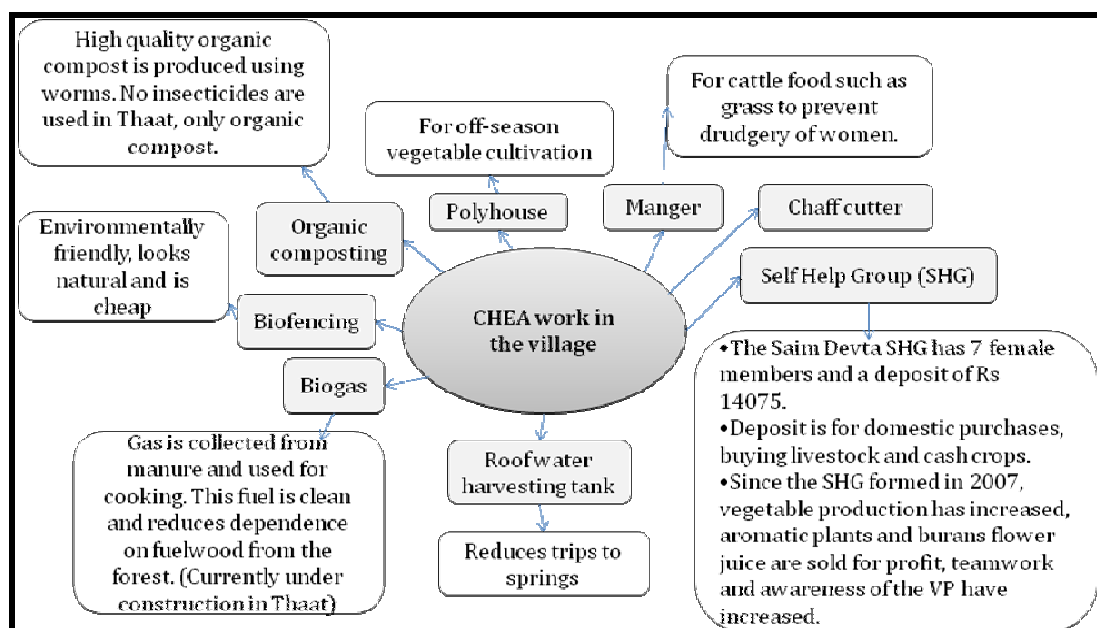 High quality organic
compost is produced using
worms. No insecticides are
used in Thaat, only organic
compost.
For off-season
vegetable cultivation
For cattle food such as
grass to prevent
drudgery of women.
Polyhouse
Manger
Chaff cutter
Organic
composting
Environmentally
friendly, looks
natural and is
cheap
Biofencing
CHEA work in
the village
Self Help Group (SHG)
•The Saim Devta SHG has 7 female
members and a deposit of Rs
14075.
•Deposit is for domestic purchases,
buying livestock and cash crops.
•Since the SHG formed in 2007,
vegetable production has increased,
aromatic plants and burans flower
juice are sold for profit, teamwork
and awareness of the VP have
increased.
Biogas
Gas is collected from
manure and used for
cooking. This fuel is clean
and reduces dependence
on fuelwood from the
forest. (Currently under
construction in Thaat)
Roofwater
harvesting tank
Reduces trips to
springs